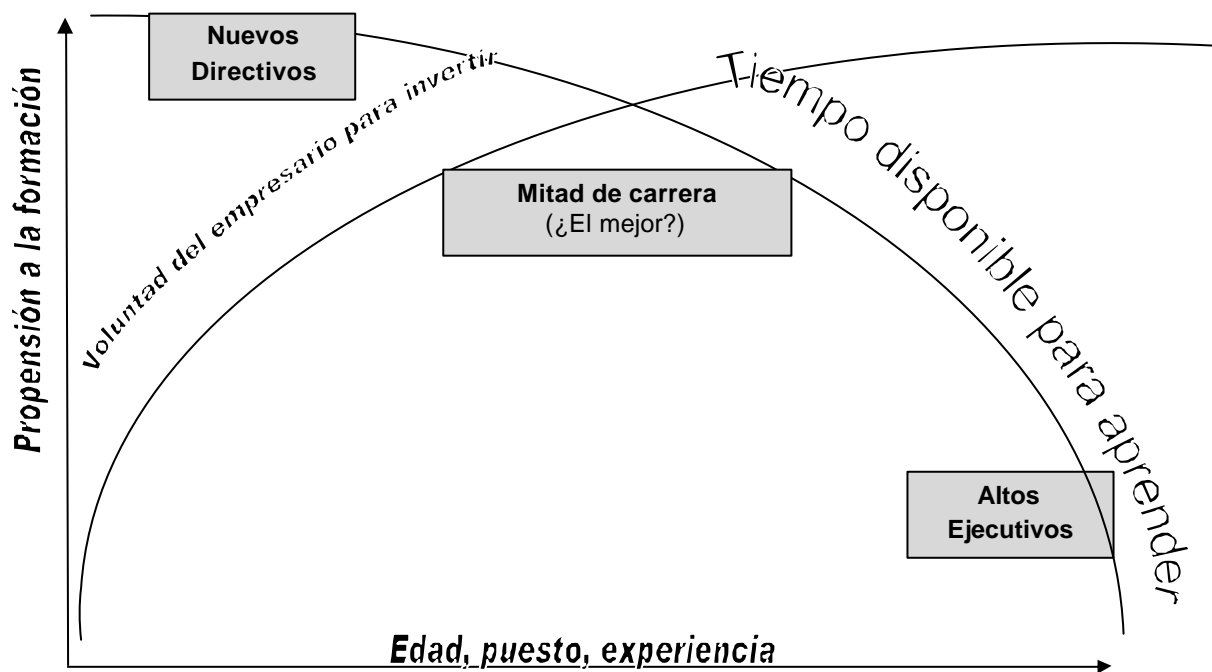 Nuevos
Directivos
Voluntad del empresario para invertir
Tiempo disponible para aprender
Propensión a la formación
Mitad de carrera
(¿El mejor?)
Altos
Ejecutivos
Edad, puesto, experiencia